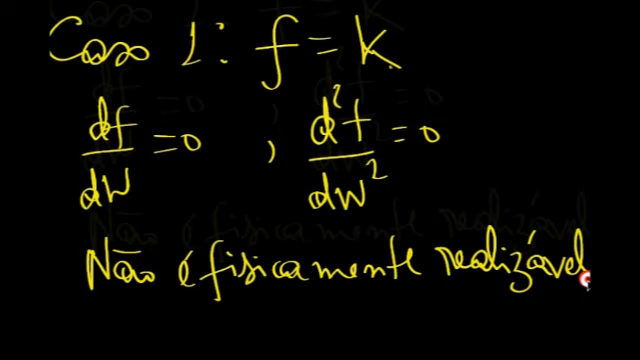 Caso 1: f = K
df/dW = 0 , d²f/dW² = 0
Não é fisicamente realizável